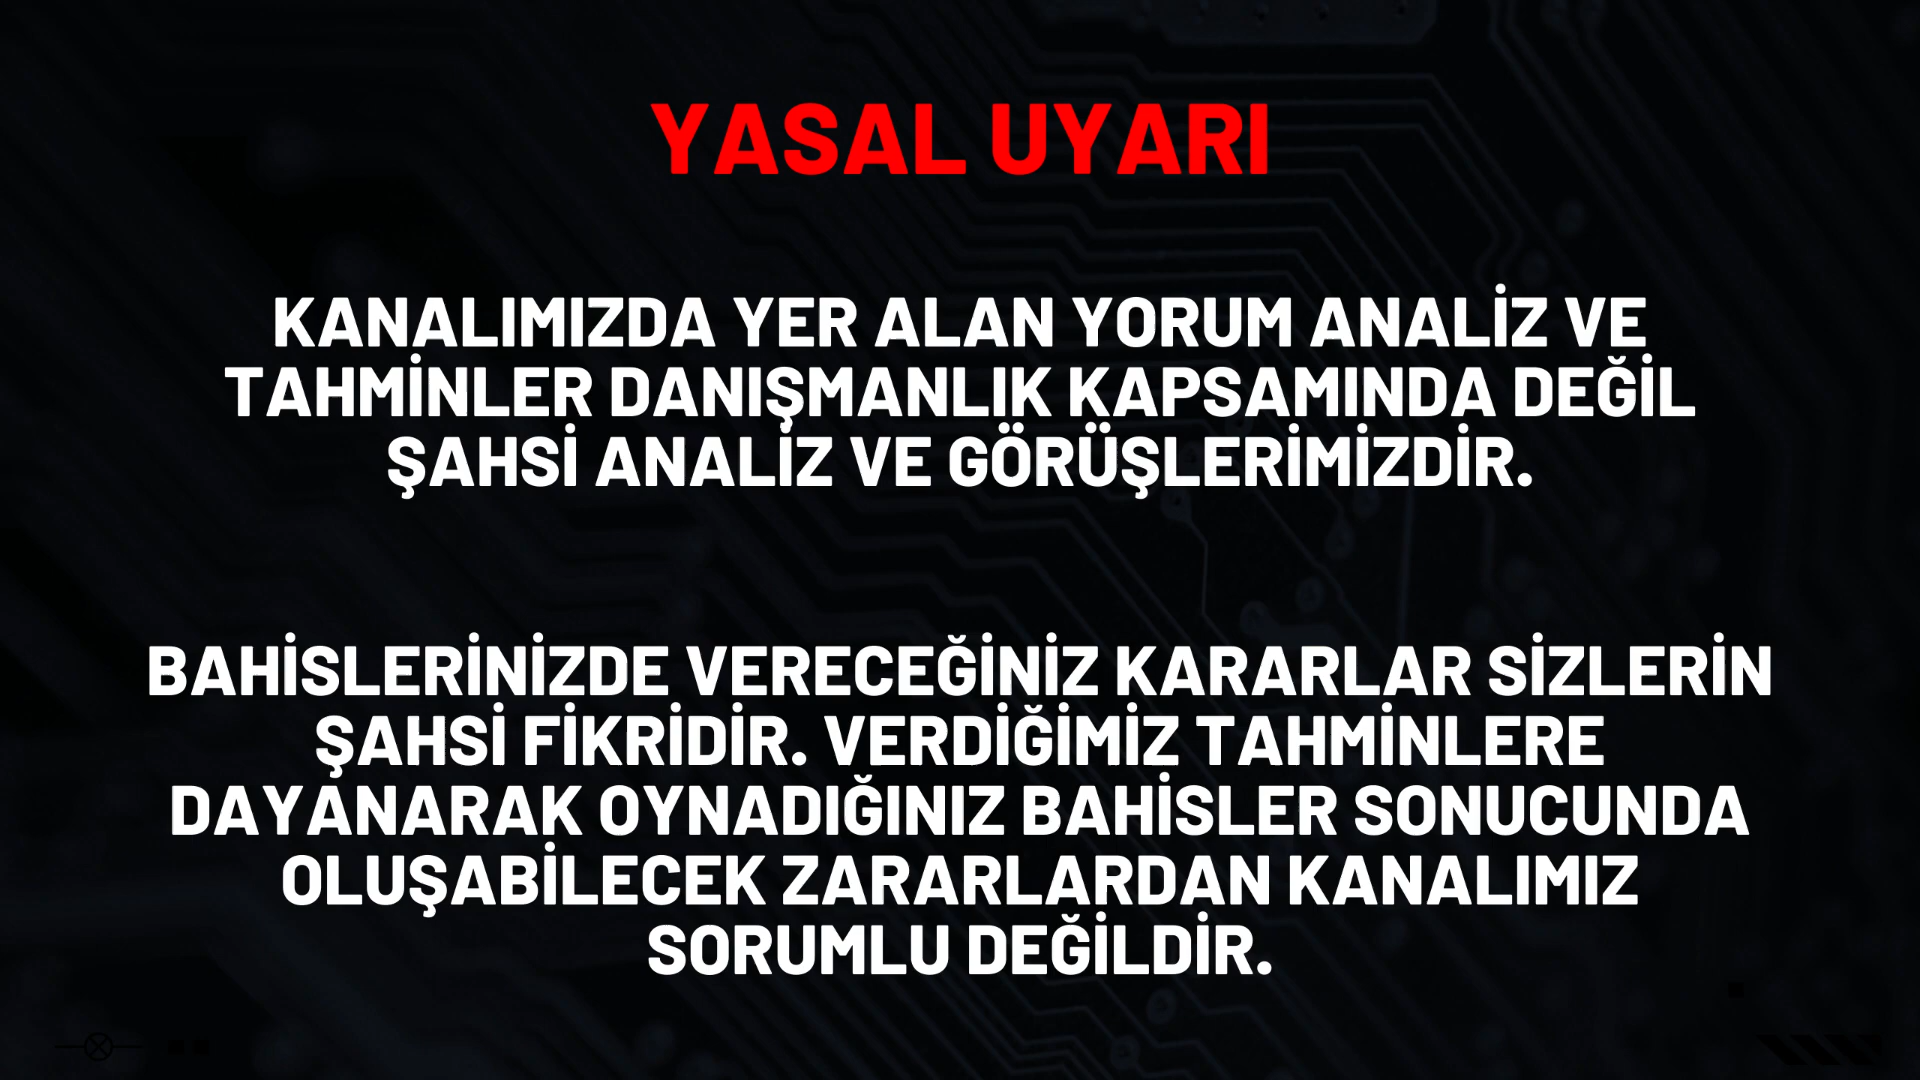 YASAL UYARI
KANALIMIZDA YER ALAN YORUM ANALİZ VE
TAHMİNLER DANIŞMANLIK KAPSAMINDA DEĞİL
ŞAHSİ ANALİZ VE GÖRÜŞLERİMİZDİR.
BAHİSLERİNİZDE VERECEĞİNİZ KARARLAR SİZLERİN
ŞAHSİ FİKRİDİR. VERDİĞİMİZ TAHMİNLERE
DAYANARAK OYNADIĞINIZ BAHİSLER SONUCUNDA
OLUŞABİLECEK ZARARLARDAN KANALIMIZ
SORUMLU DEĞİLDİR.